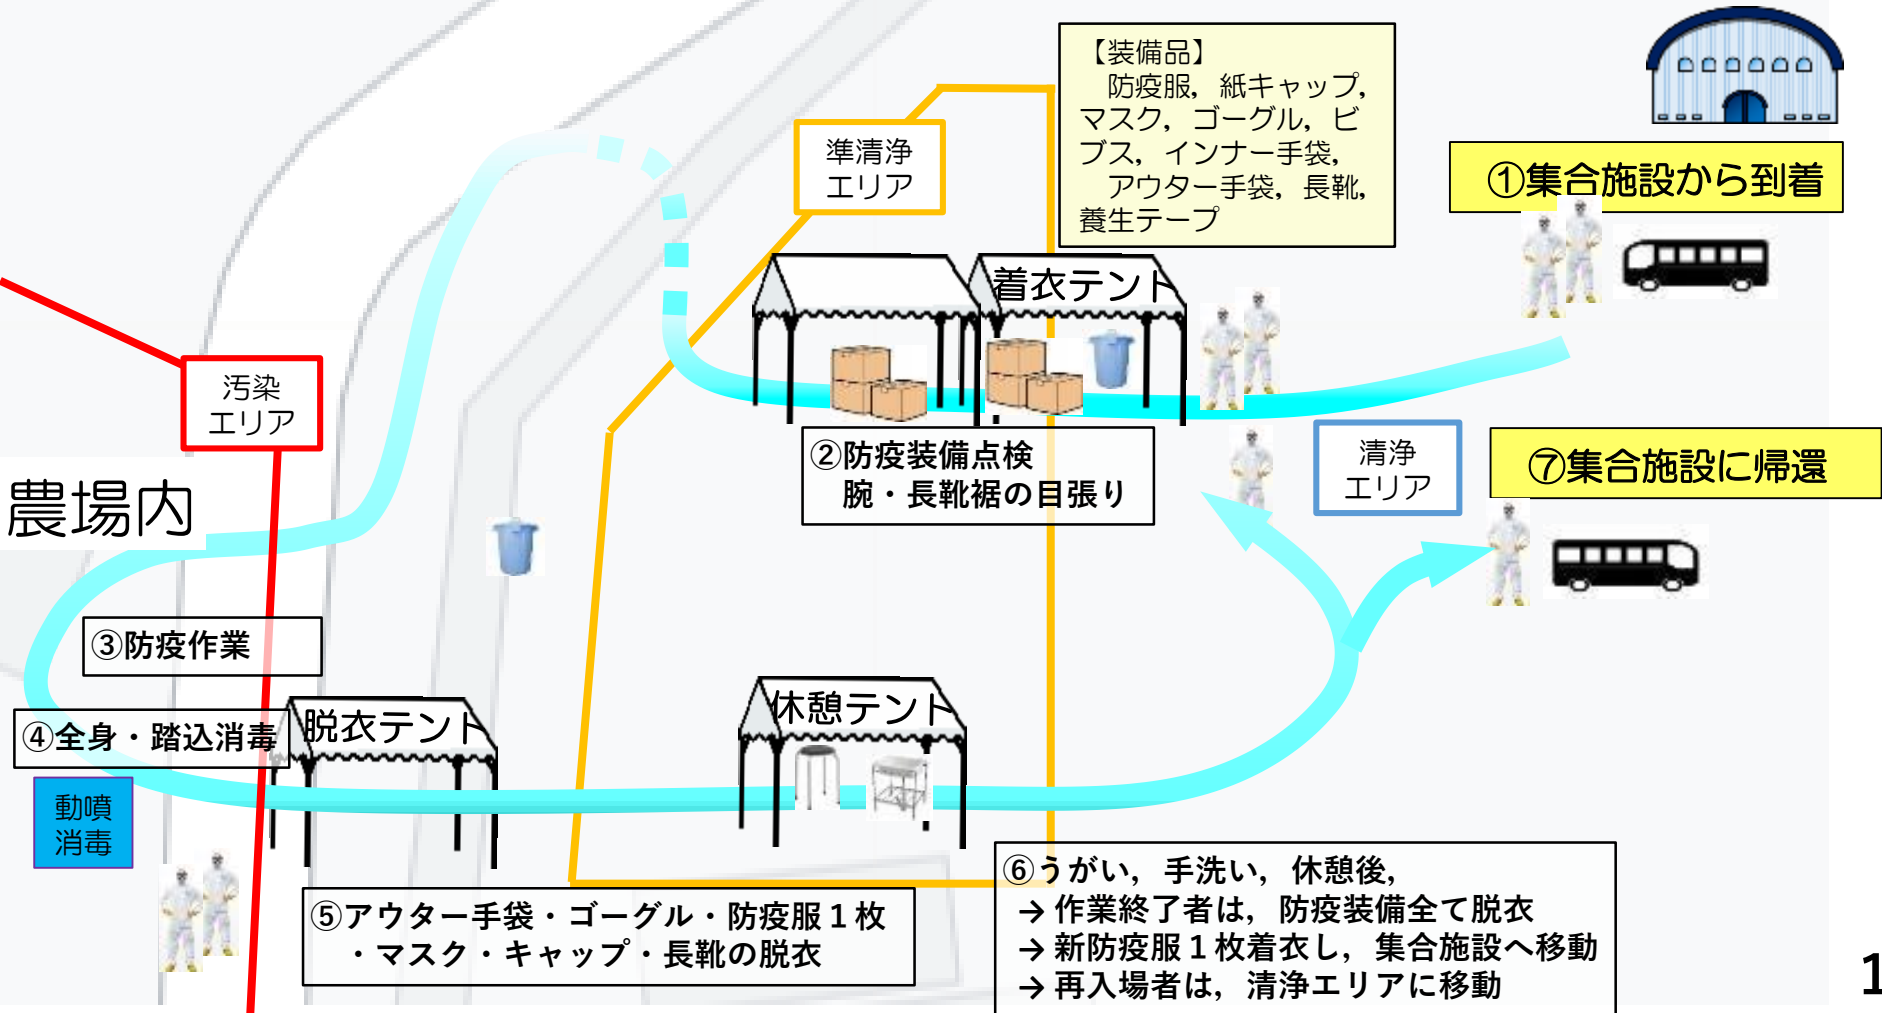 【装備品】
防疫服，紙キャップ，
マスク，ゴーグル，ビ
ブス，インナー手袋，
アウター手袋，長靴，
養生テープ
準清浄
エリア
①集合施設から到着
着衣テント
汚染
エリア
②防疫装備点検
腕・長靴裾の目張り
清浄
エリア
⑦集合施設に帰還
農場内
③防疫作業
④全身・踏込消毒
脱衣テント
休憩テント
動噴
消毒
⑤アウター手袋・ゴーグル・防疫服１枚
・マスク・キャップ・長靴の脱衣
⑥うがい，手洗い，休憩後，
→作業終了者は，防疫装備全て脱衣
→新防疫服１枚着衣し，集合施設へ移動
→再入場者は，清浄エリアに移動
1